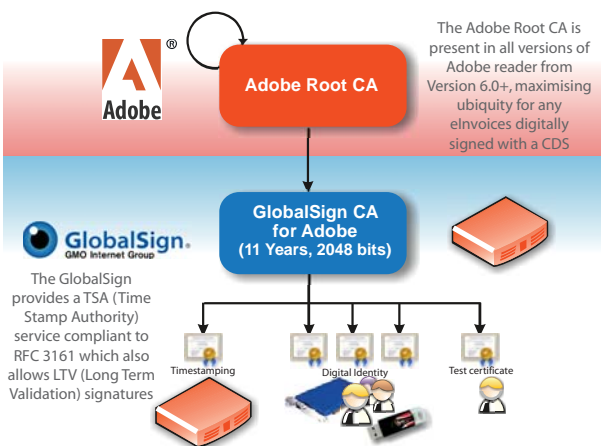 Adobe
®
Adobe Root CA
The Adobe Root CA is
present in all versions of
Adobe reader from
Version 6.0+, maximising
ubiquity for any
eInvoices digitally
signed with a CDS
GlobalSign CA
for Adobe
(11 Years, 2048 bits)
GlobalSign®
GMO Internet Group
The GlobalSign
provides a TSA (Time
Stamp Authority)
service compliant to
RFC 3161 which also
allows LTV (Long Term
Validation) signatures
Timestamping
Digital Identity
Test certificate